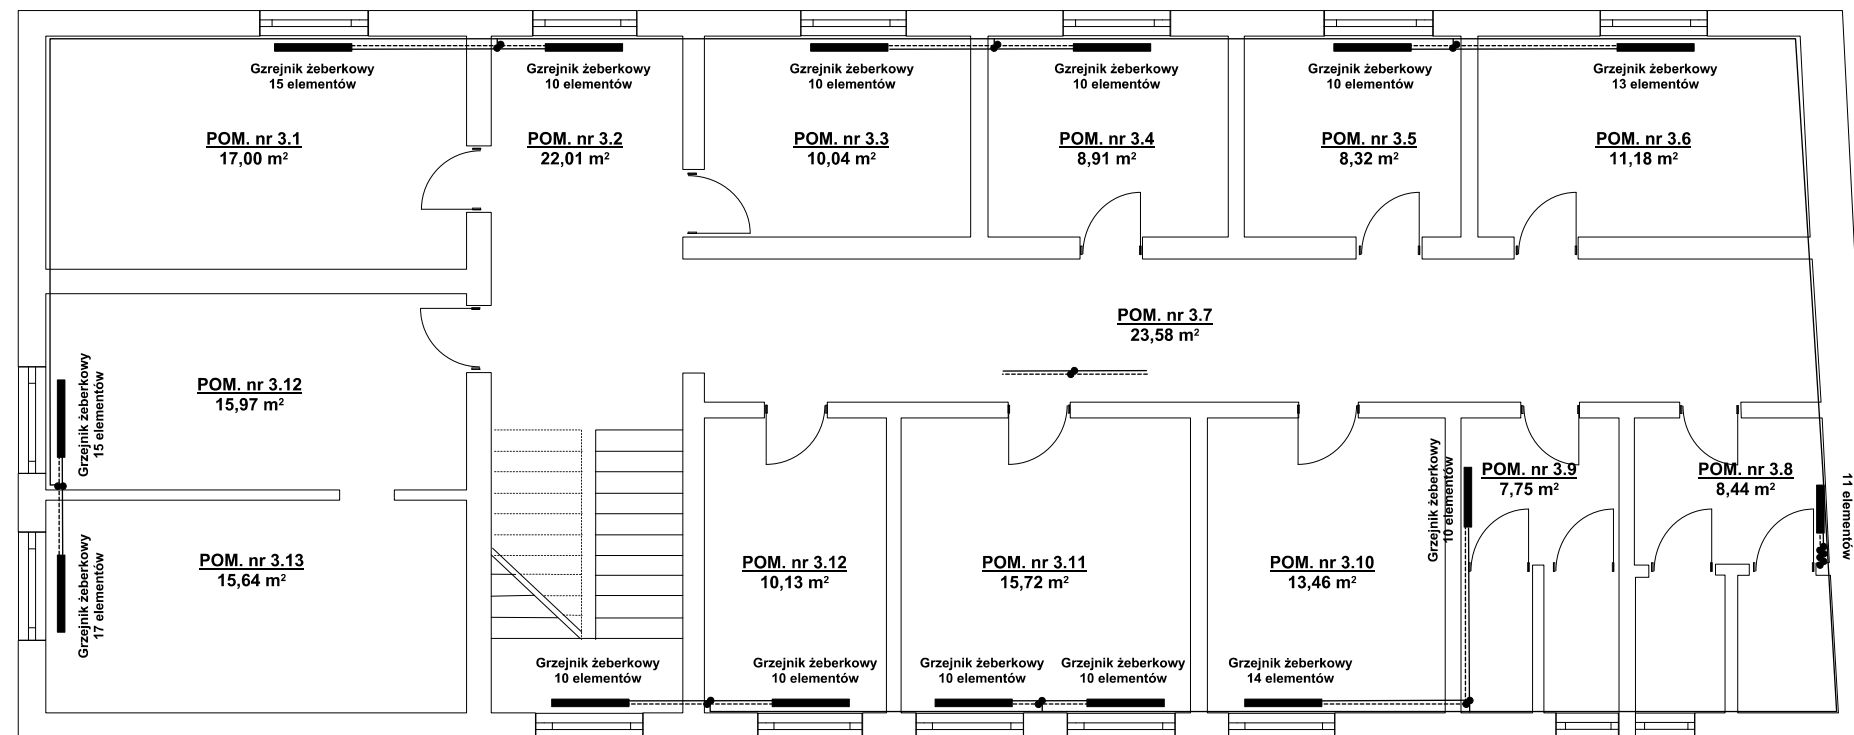 Gzrejnik żeberkowy
15 elementów
Gzrejnik żeberkowy
10 elementów
Gzrejnik żeberkowy
10 elementów
Gzrejnik żeberkowy
10 elementów
Grzejnik żeberkowy
10 elementów
Grzejnik żeberkowy
13 elementów
POM. nr 3.1
17,00 m²
POM. nr 3.2
22,01 m²
POM. nr 3.3
10,04 m²
POM. nr 3.4
8,91 m²
POM. nr 3.5
8,32 m²
POM. nr 3.6
11,18 m²
POM. nr 3.7
23,58 m²
Grzejnik żeberkowy
15 elementów
POM. nr 3.12
15,97 m²
Grzejnik żeberkowy
10 elementów
POM. nr 3.9
7,75 m²
POM. nr 3.8
8,44 m²
11 elementów
Grzejnik żeberkowy
17 elementów
POM. nr 3.13
15,64 m²
POM. nr 3.12
10,13 m²
POM. nr 3.11
15,72 m²
POM. nr 3.10
13,46 m²
Grzejnik żeberkowy
10 elementów
Grzejnik żeberkowy
10 elementów
Grzejnik żeberkowy
10 elementów
Grzejnik żeberkowy
10 elementów
Grzejnik żeberkowy
14 elementów